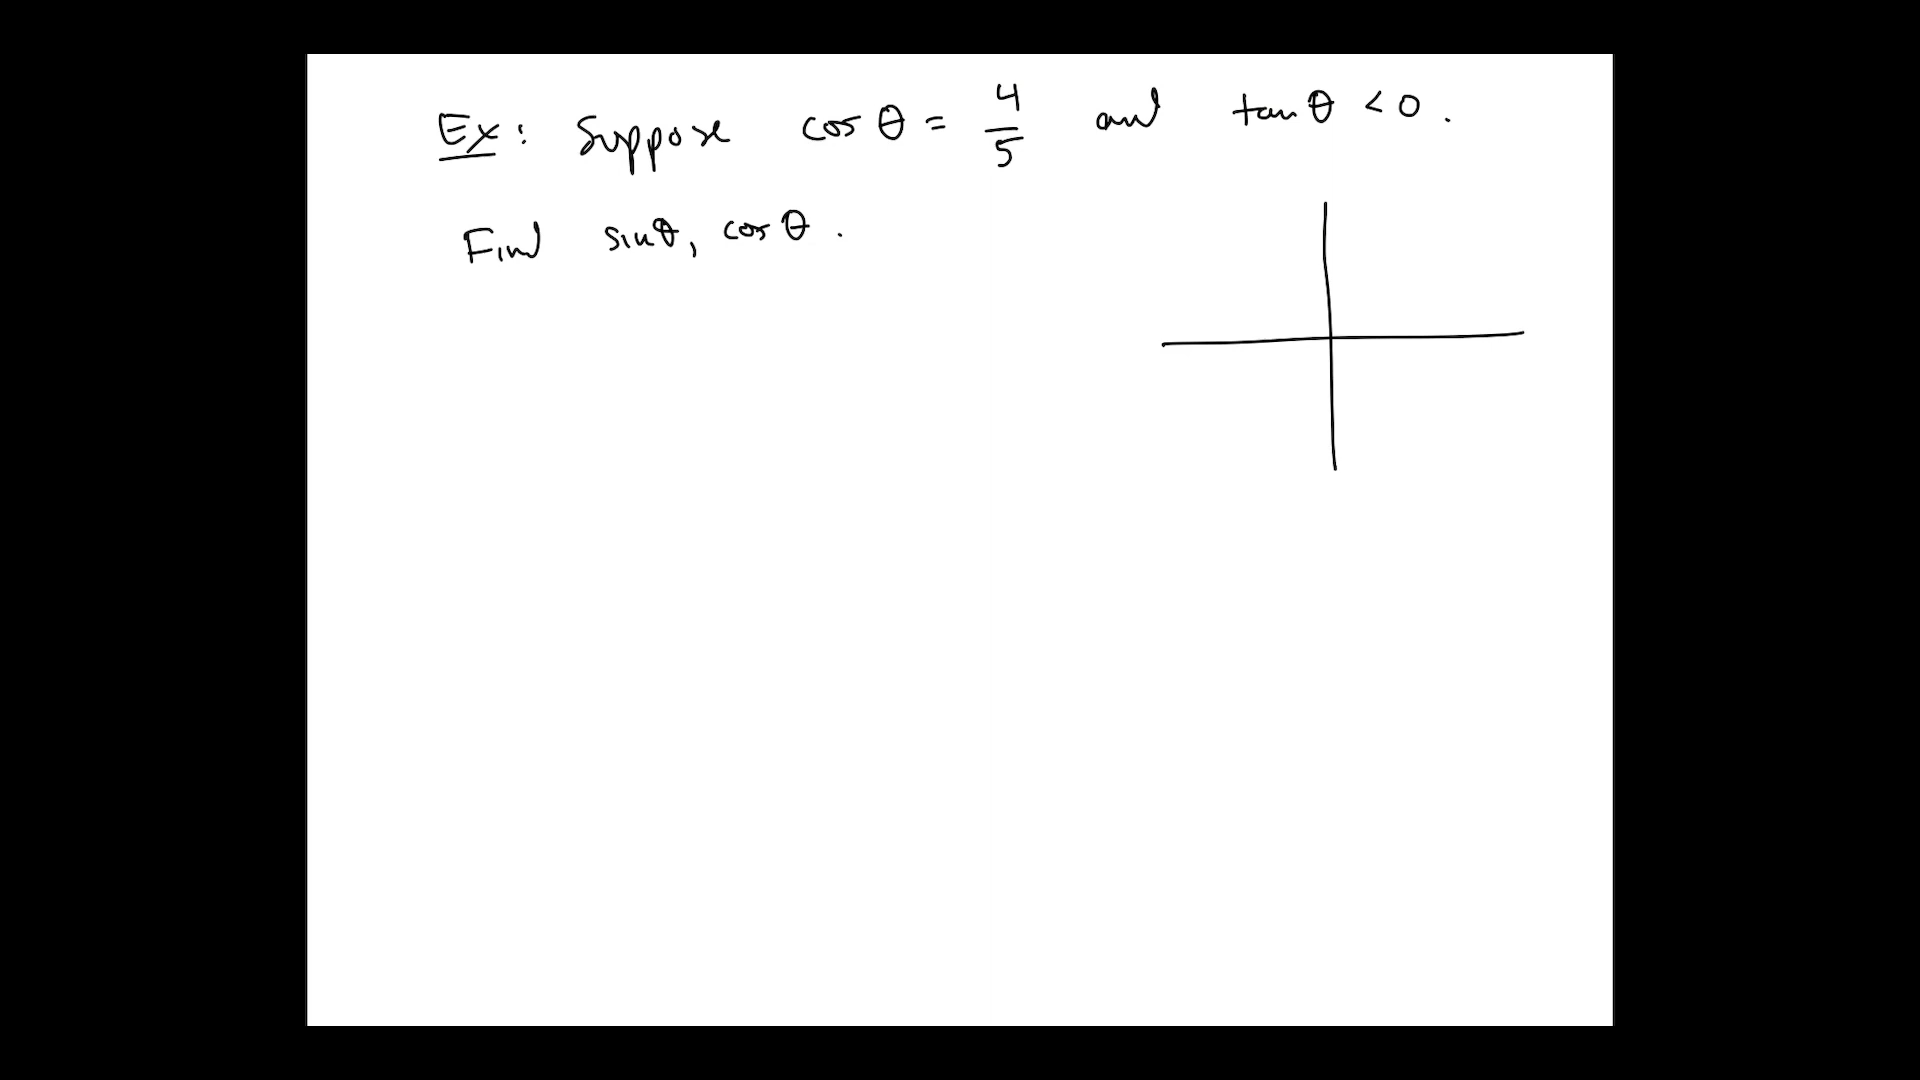 Ex: Suppose cos θ = 4/5 and tan θ < 0.
Find sin θ, cos θ.